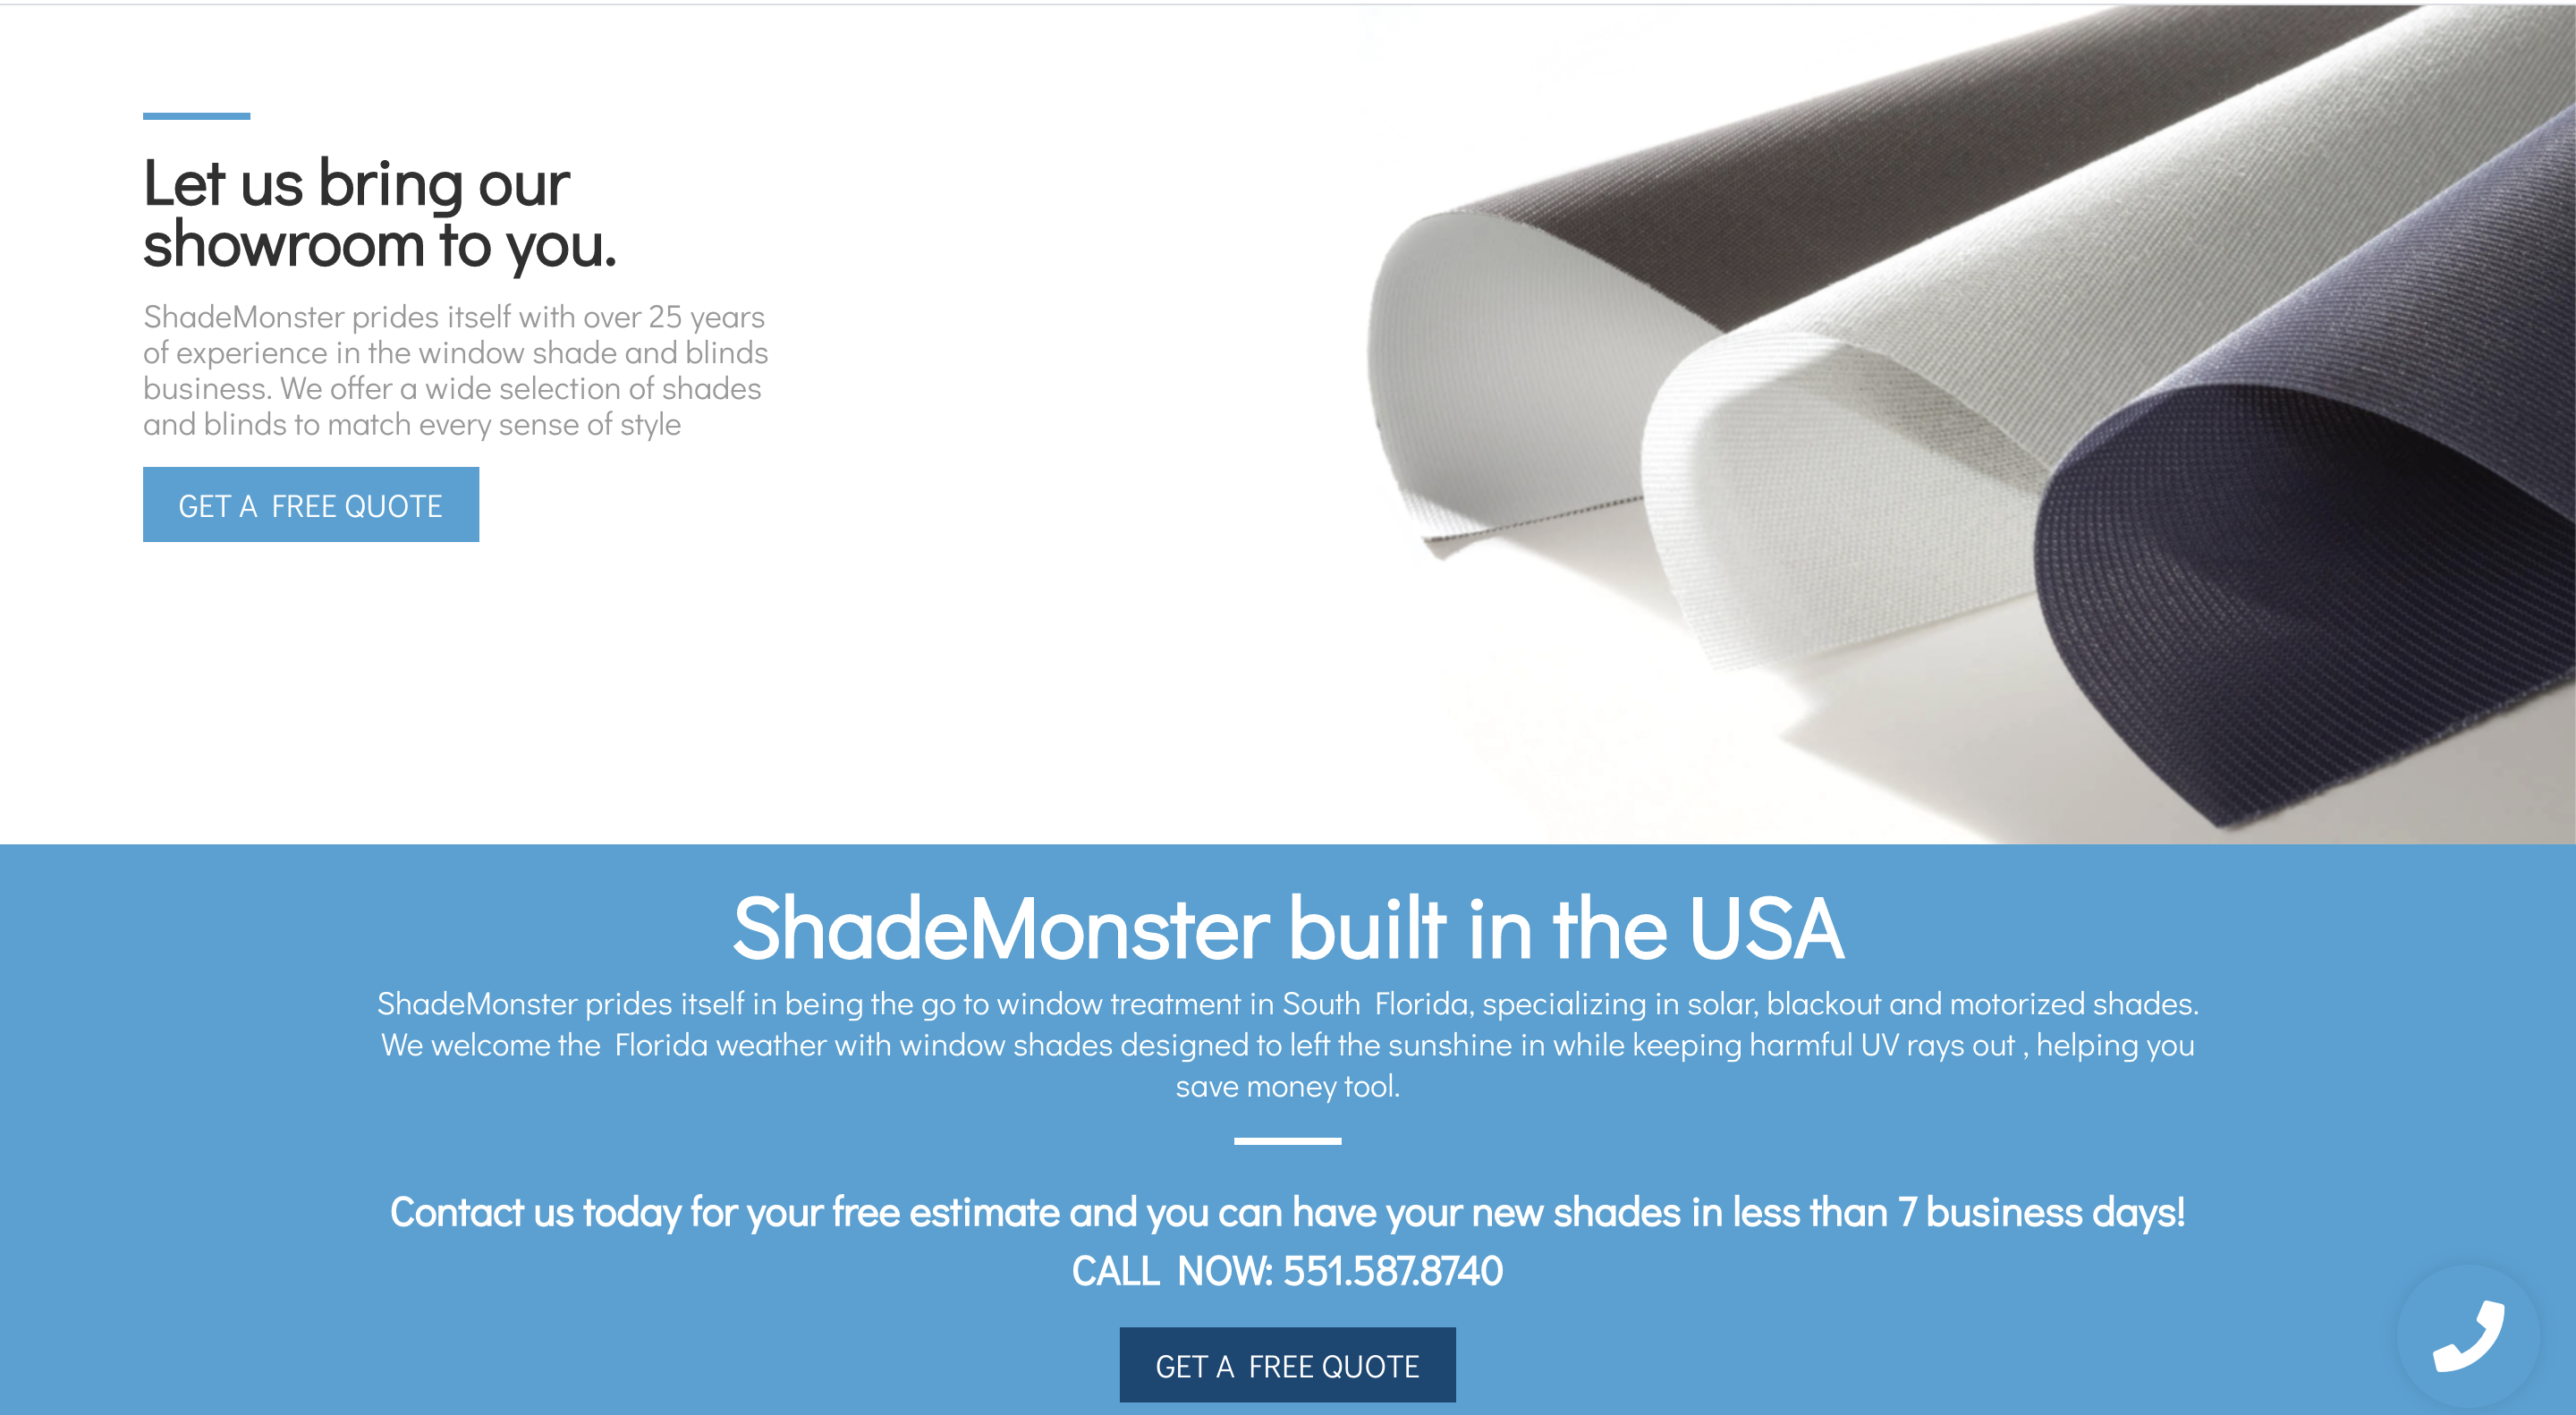 Let us bring our
showroom to you.
ShadeMonster prides itself with over 25 years
of experience in the window shade and blinds
business. We offer a wide selection of shades
and blinds to match every sense of style
GET A FREE QUOTE
ShadeMonster built in the USA
ShadeMonster prides itself in being the go to window treatment in South Florida, specializing in solar, blackout and motorized shades.
We welcome the Florida weather with window shades designed to left the sunshine in while keeping harmful UV rays out , helping you
save money tool.
Contact us today for your free estimate and you can have your new shades in less than 7 business days!
CALL NOW: 551.587.8740
GET A FREE QUOTE